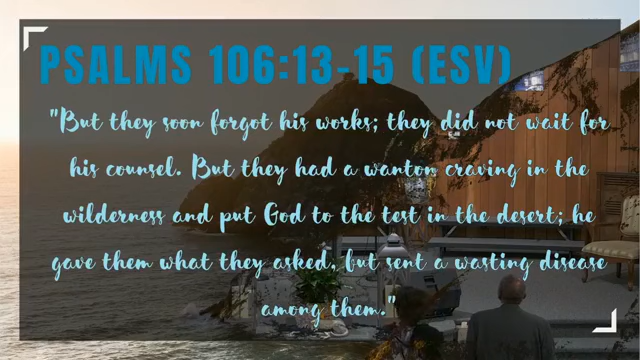 PSALMS 106:13-15 (ESV)
"But they soon forgot his works; they did not wait for
his counsel. But they had a wanton craving in the
wilderness and put God to the test in the desert; he
gave them what they asked, but sent a wasting disease
among them."